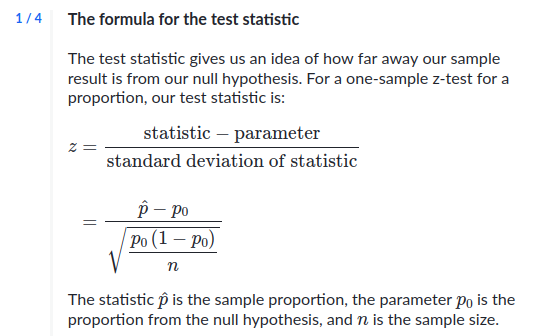 1 / 4 The formula for the test statistic
The test statistic gives us an idea of how far away our sample
result is from our null hypothesis. For a one-sample z-test for a
proportion, our test statistic is:
z = \frac{\text{statistic} - \text{parameter}}{\text{standard deviation of statistic}}
= \frac{\hat{p} - p_0}{\sqrt{\frac{p_0 (1 - p_0)}{n}}}
The statistic p̂ is the sample proportion, the parameter p₀ is the
proportion from the null hypothesis, and n is the sample size.